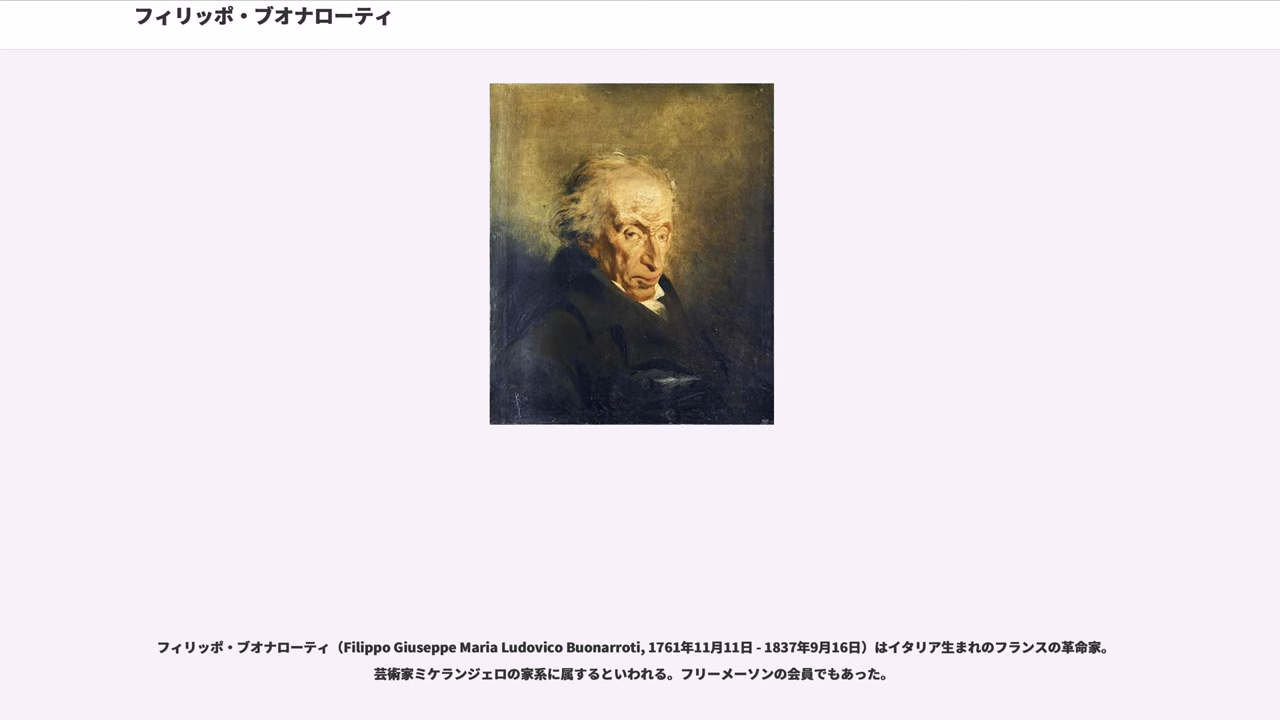 フィリッポ・ブオナローティ
フィリッポ・ブオナローティ（Filippo Giuseppe Maria Ludovico Buonarroti, 1761年11月11日 - 1837年9月16日）はイタリア生まれのフランスの革命家。
芸術家ミケランジェロの家系に属するといわれる。フリーメーソンの会員でもあった。